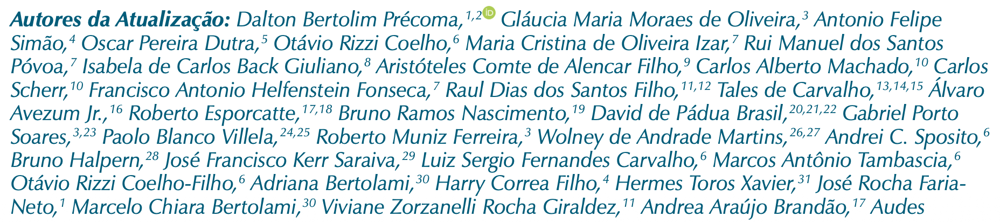 Autores da Atualização: Dalton Bertolim Précoma,1,2 iD Gláucia Maria Moraes de Oliveira,3 Antonio Felipe
Simão,4 Oscar Pereira Dutra,5 Otávio Rizzi Coelho,6 Maria Cristina de Oliveira Izar,7 Rui Manuel dos Santos
Póvoa,7 Isabela de Carlos Back Giuliano,8 Aristóteles Comte de Alencar Filho,9 Carlos Alberto Machado,10 Carlos
Scherr,10 Francisco Antonio Helfenstein Fonseca,7 Raul Dias dos Santos Filho,11,12 Tales de Carvalho,13,14,15 Álvaro
Avezum Jr.,16 Roberto Esporcatte,17,18 Bruno Ramos Nascimento,19 David de Pádua Brasil,20,21,22 Gabriel Porto
Soares,3,23 Paolo Blanco Villela,24,25 Roberto Muniz Ferreira,3 Wolney de Andrade Martins,26,27 Andrei C. Sposito,6
Bruno Halpern,28 José Francisco Kerr Saraiva,29 Luiz Sergio Fernandes Carvalho,6 Marcos Antônio Tambascia,6
Otávio Rizzi Coelho-Filho,6 Adriana Bertolami,30 Harry Correa Filho,4 Hermes Toros Xavier,31 José Rocha Faria-
Neto,1 Marcelo Chiara Bertolami,30 Viviane Zorzanelli Rocha Giraldez,11 Andrea Araújo Brandão,17 Audes